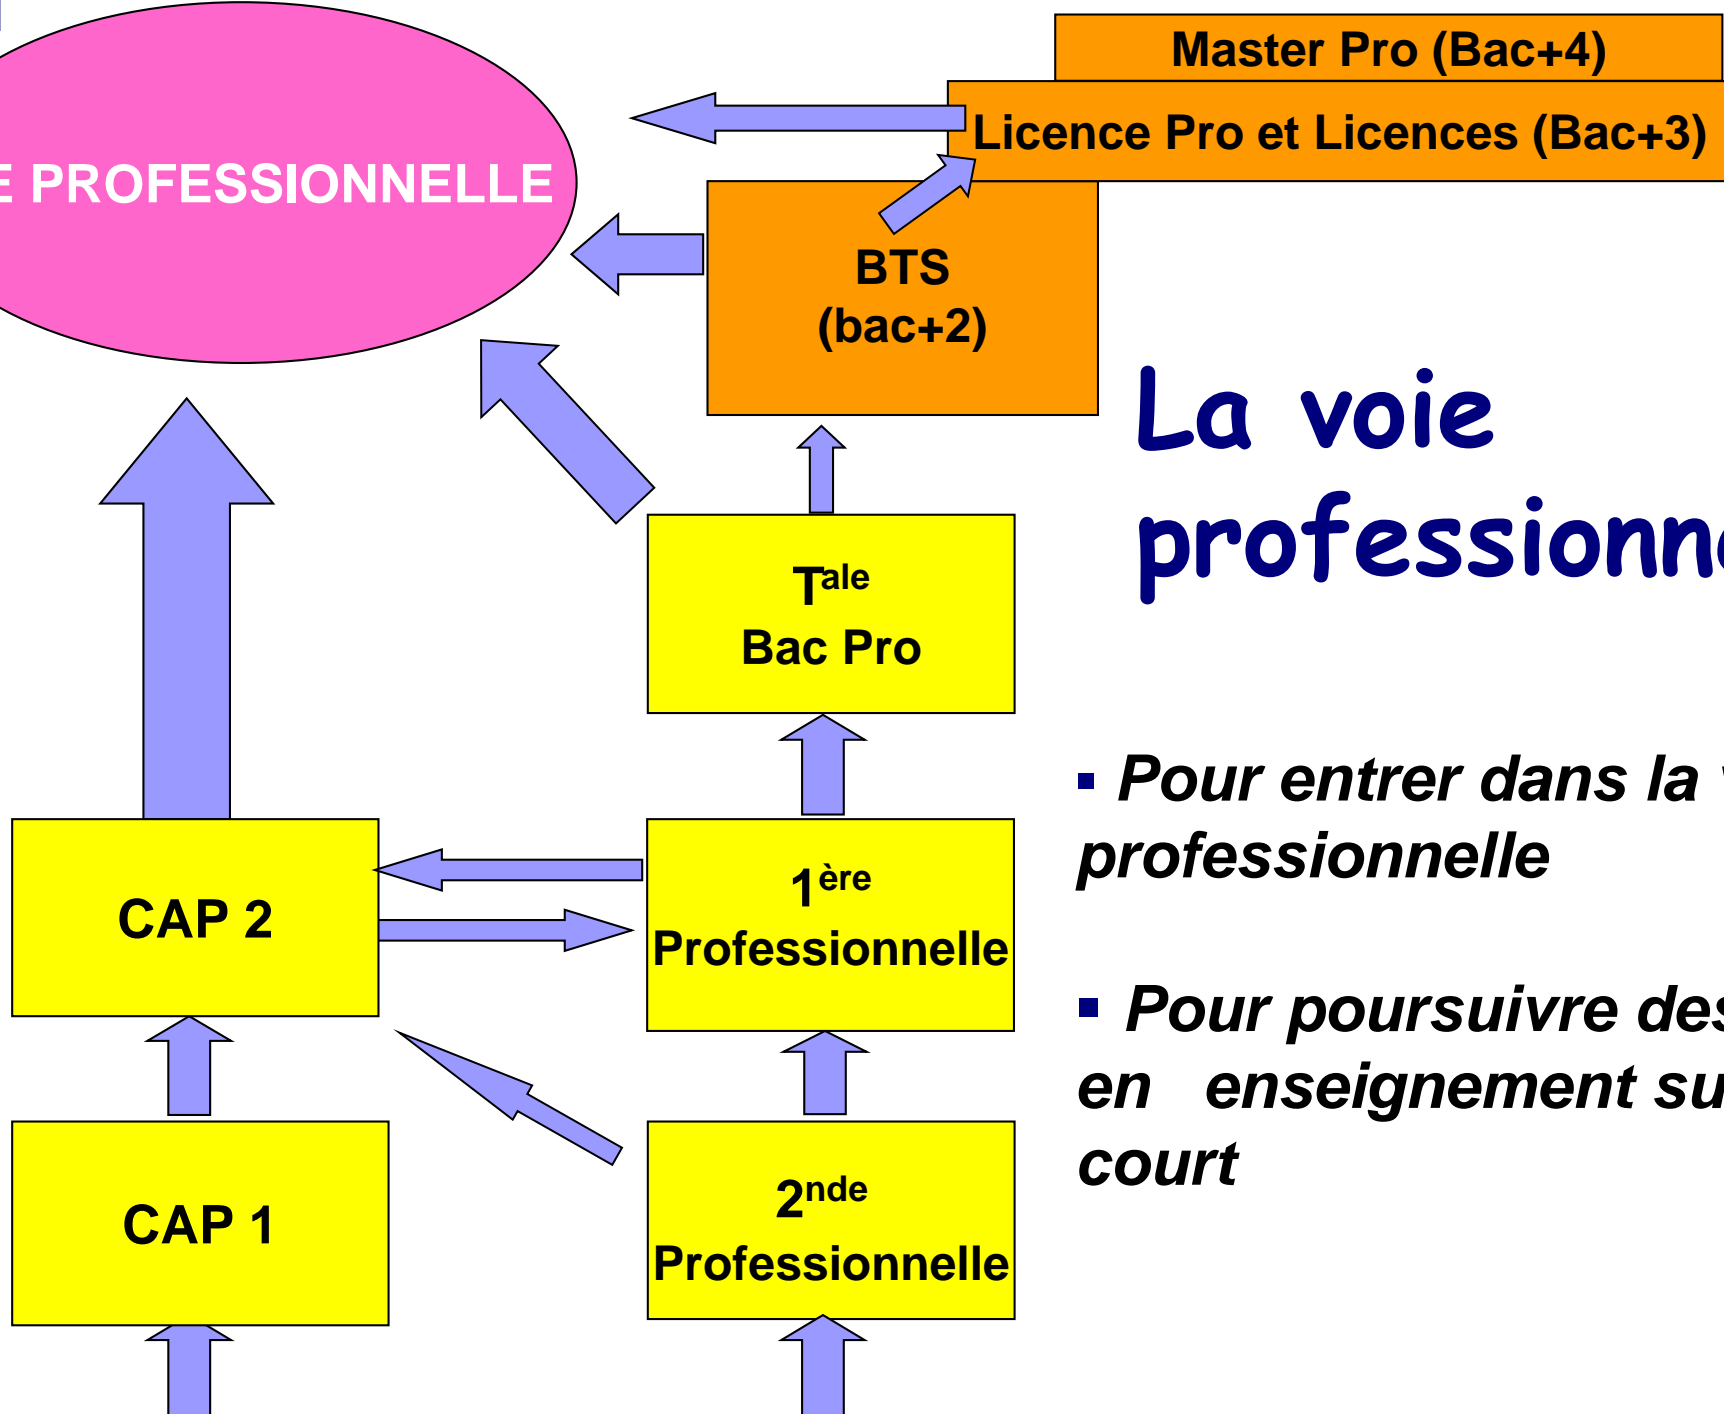 Master Pro (Bac+4)
Licence Pro et Licences (Bac+3)
E PROFESSIONNELLE
BTS
(bac+2)
La voie
professionn
Tale
Bac Pro
▪ Pour entrer dans la
professionnelle
CAP 2
1ère
Professionnelle
▪ Pour poursuivre des
en enseignement su
court
CAP 1
2nde
Professionnelle